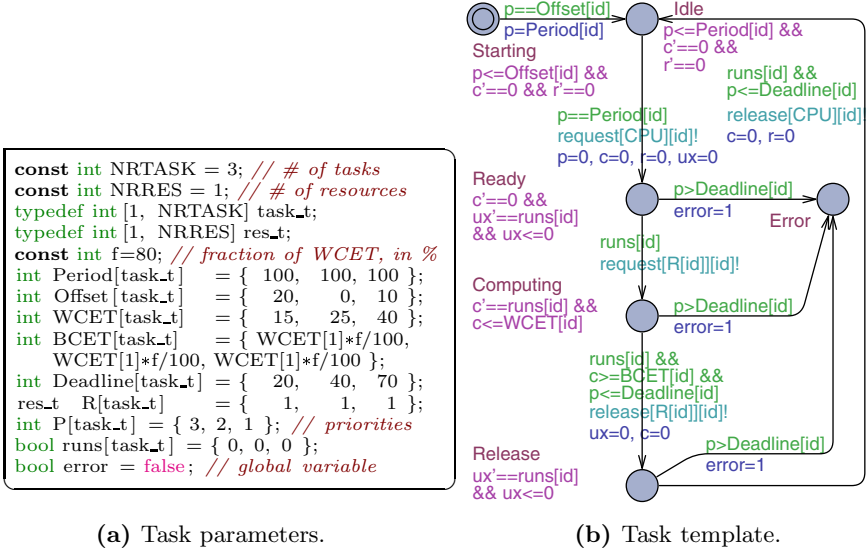 const int NRTASK = 3; // # of tasks
const int NRRES = 1; // # of resources
typedef int [1, NRTASK] task_t;
typedef int [1, NRRES] res_t;
const int f=80; // fraction of WCET, in %
int Period[task_t] = { 100, 100, 100 };
int Offset[task_t] = { 20, 0, 10 };
int WCET[task_t] = { 15, 25, 40 };
int BCET[task_t] = { WCET[1]*f/100,
WCET[1]*f/100, WCET[1]*f/100 };
int Deadline[task_t] = { 20, 40, 70 };
res_t R[task_t] = { 1, 1, 1 };
int P[task_t] = { 3, 2, 1 }; // priorities
bool runs[task_t] = { 0, 0, 0 };
bool error = false; // global variable
(a) Task parameters.
p==Offset[id]
p=Period[id]
Idle
p<=Period[id] &&
c'==0 &&
r'==0
Starting
p<=Offset[id] &&
c'==0 && r'==0
runs[id] &&
p<=Deadline[id]
release[CPU][id]!
c=0, r=0
p==Period[id]
request[CPU][id]!
p=0, c=0, r=0, ux=0
Ready
c'==0 &&
ux'==runs[id]
&& ux<=0
p>Deadline[id]
error=1
Error
runs[id]
request[R[id]][id]!
Computing
c'==runs[id] &&
c<=WCET[id]
p>Deadline[id]
error=1
runs[id] &&
c>=BCET[id] &&
p<=Deadline[id]
release[R[id]][id]!
ux=0, c=0
Release
ux'==runs[id]
&& ux<=0
p>Deadline[id]
error=1
(b) Task template.